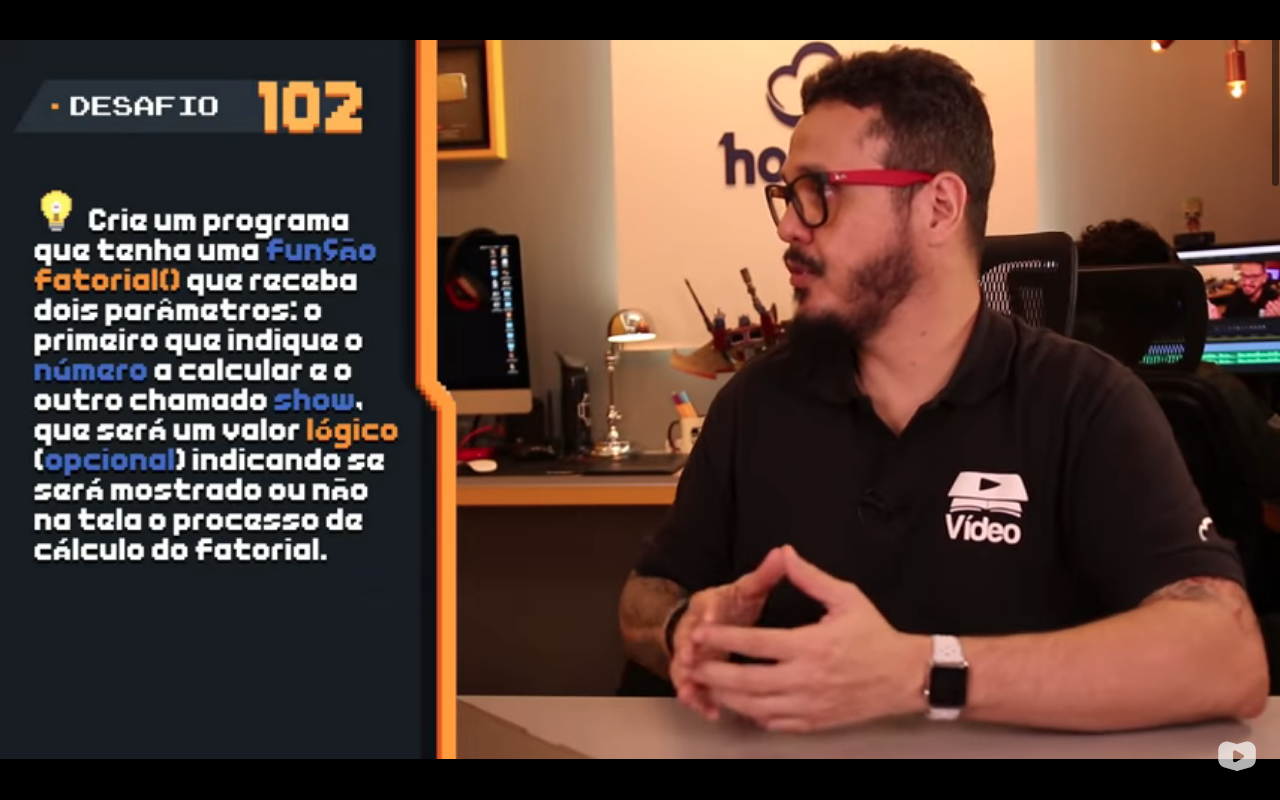 DESAFIO 102
Crie um programa
que tenha uma função
fatorial() que receba
dois parâmetros: o
primeiro que indique o
número a calcular e o
outro chamado show,
que será um valor lógico
(opcional) indicando se
será mostrado ou não
na tela o processo de
cálculo do fatorial.
Vídeo